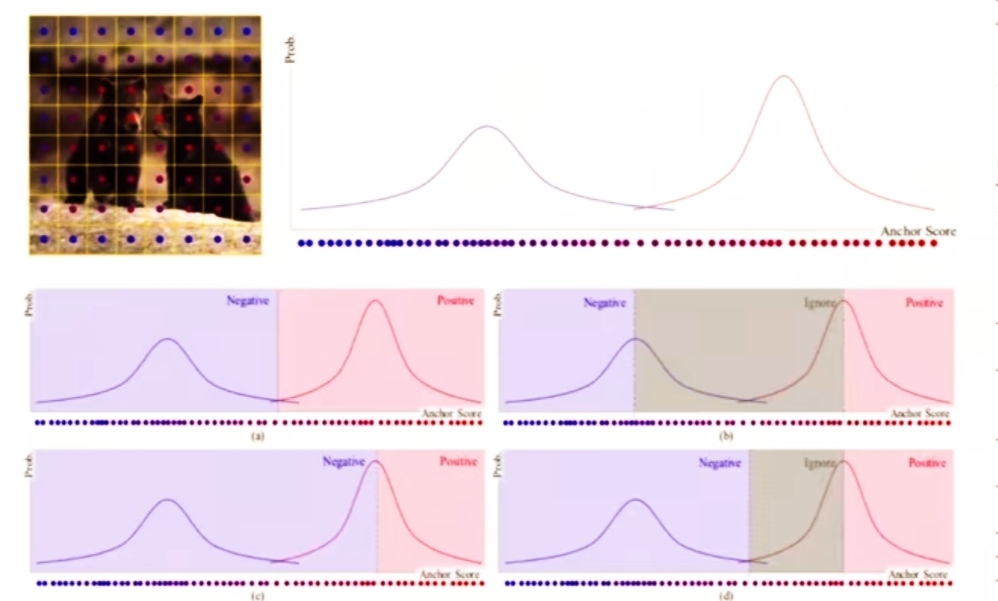 Prob.
Anchor Score
Prob.
Negative
Positive
Anchor Score
(a)
Prob.
Negative
Ignore
Positive
Anchor Score
(b)
Prob.
Negative
Positive
Anchor Score
(c)
Prob.
Negative
Ignore
Positive
Anchor Score
(d)